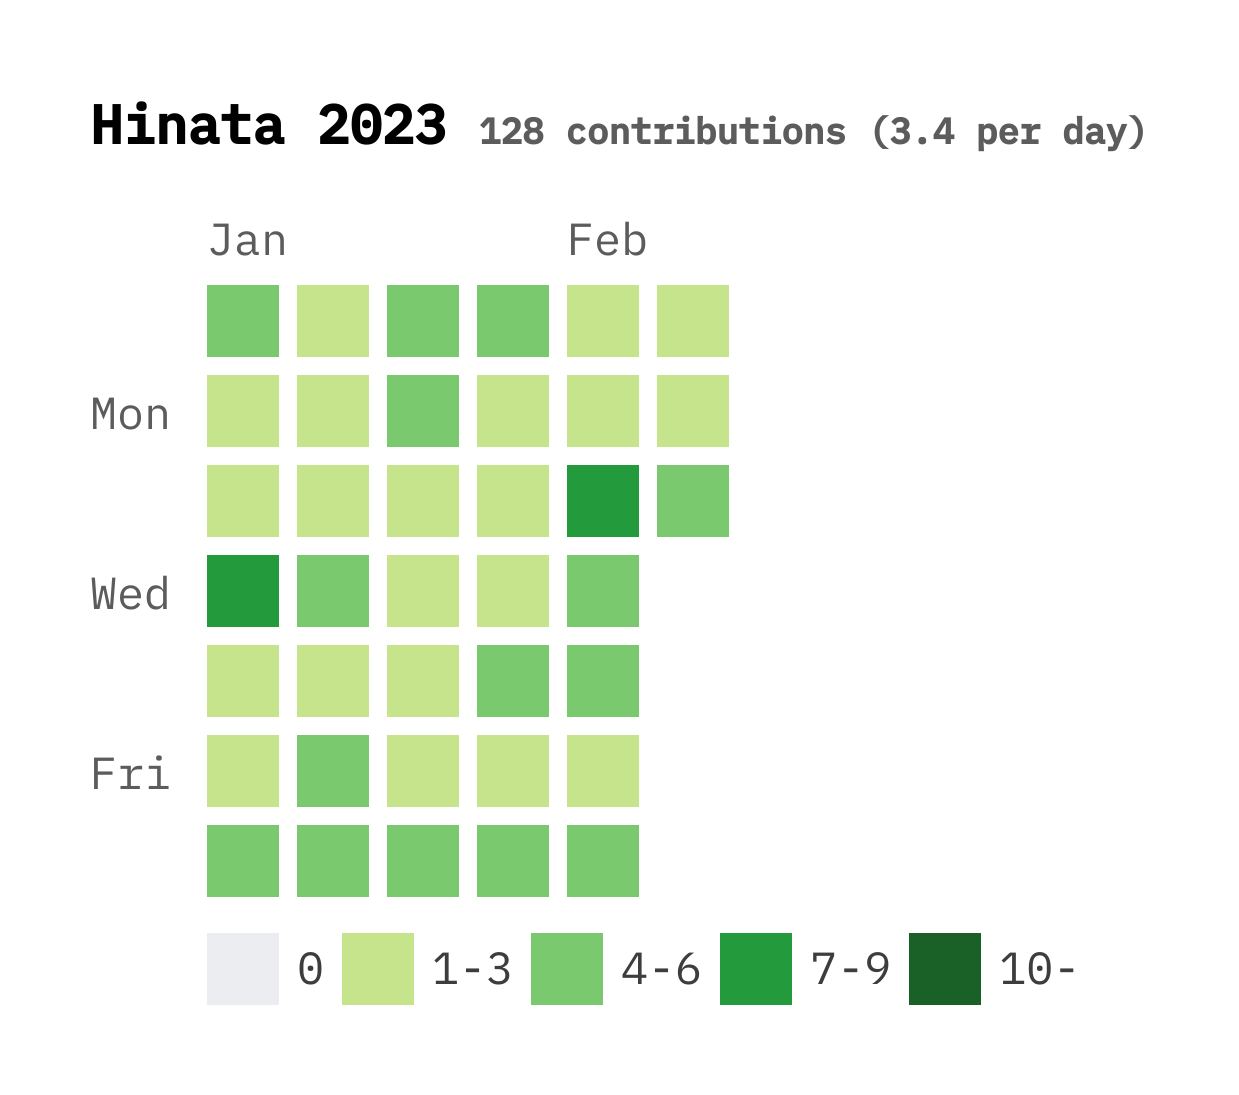 Hinata 2023 128 contributions (3.4 per day)
Jan Feb
Mon
Wed
Fri
0 1-3 4-6 7-9 10-